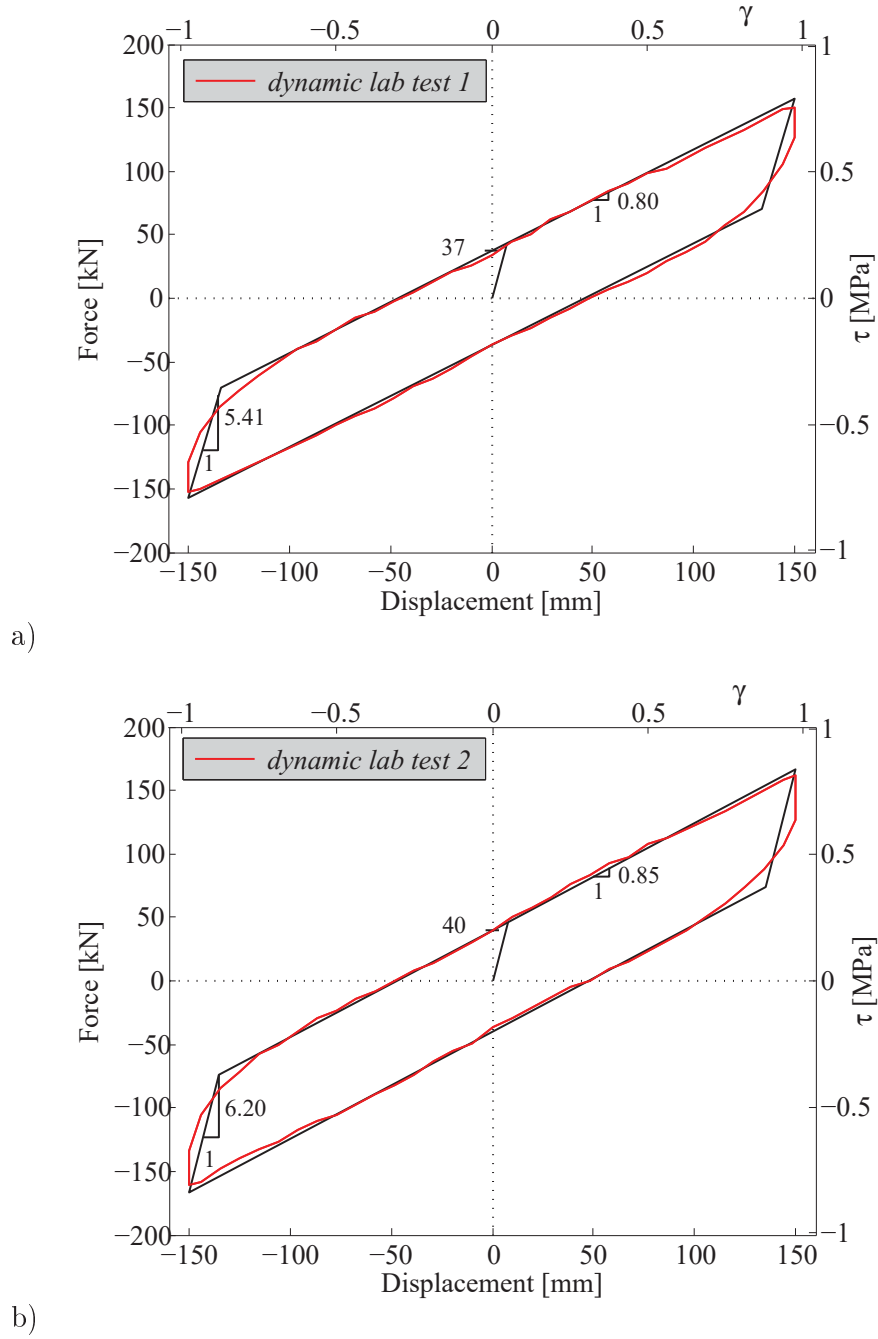 −1 −0.5 0 0.5 γ 1
200 150 100 50 0 −50 −100 −150 −200
dynamic lab test 1
1 0.5 0 −0.5 −1
37
1 0.80
5.41
1
Force [kN]
τ [MPa]
−150 −100 −50 0 50 100 150
Displacement [mm]
a)
−1 −0.5 0 0.5 γ 1
200 150 100 50 0 −50 −100 −150 −200
dynamic lab test 2
1 0.5 0 −0.5 −1
40
1 0.85
6.20
1
Force [kN]
τ [MPa]
−150 −100 −50 0 50 100 150
Displacement [mm]
b)